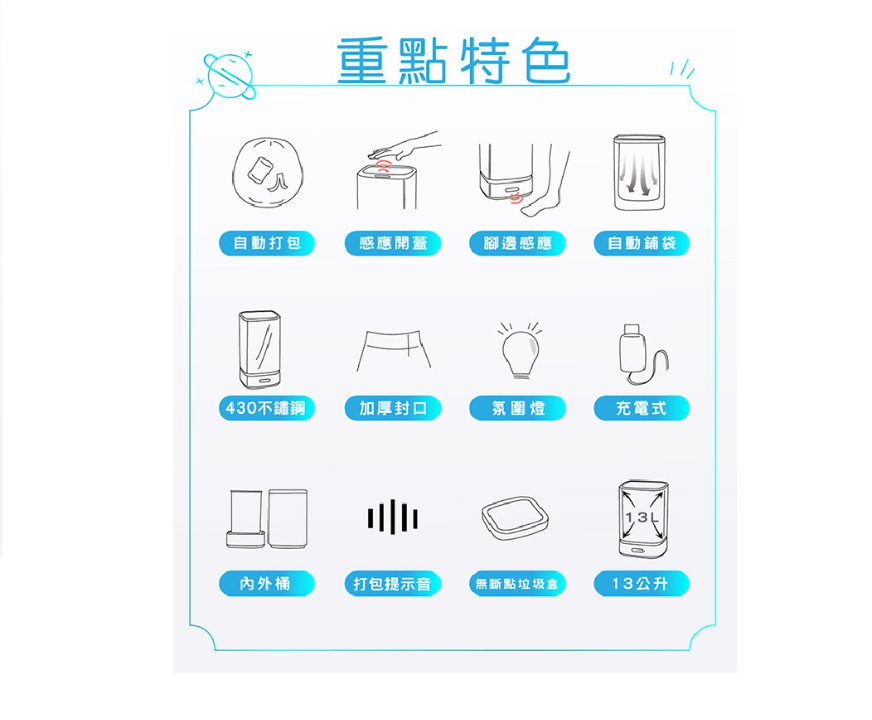 重點特色
自動打包
感應開蓋
腳邊感應
自動鋪袋
430不鏽鋼
加厚封口
氛圍燈
充電式
13L
內外桶
打包提示音
無斷點垃圾盒
13公升